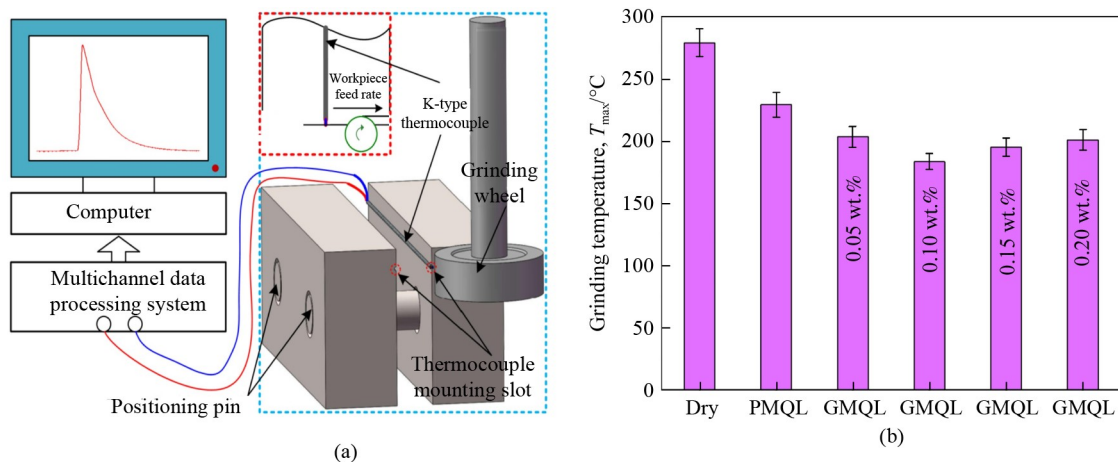 Workpiece
feed rate
K-type
thermocouple
Grinding
wheel
Computer
Multichannel data
processing system
Thermocouple
mounting slot
Positioning pin
(a)
Grinding temperature, Tmax/°C
300
250
200
150
100
50
0
0.05 wt.%
0.10 wt.%
0.15 wt.%
0.20 wt.%
Dry PMQL GMQL GMQL GMQL GMQL
(b)